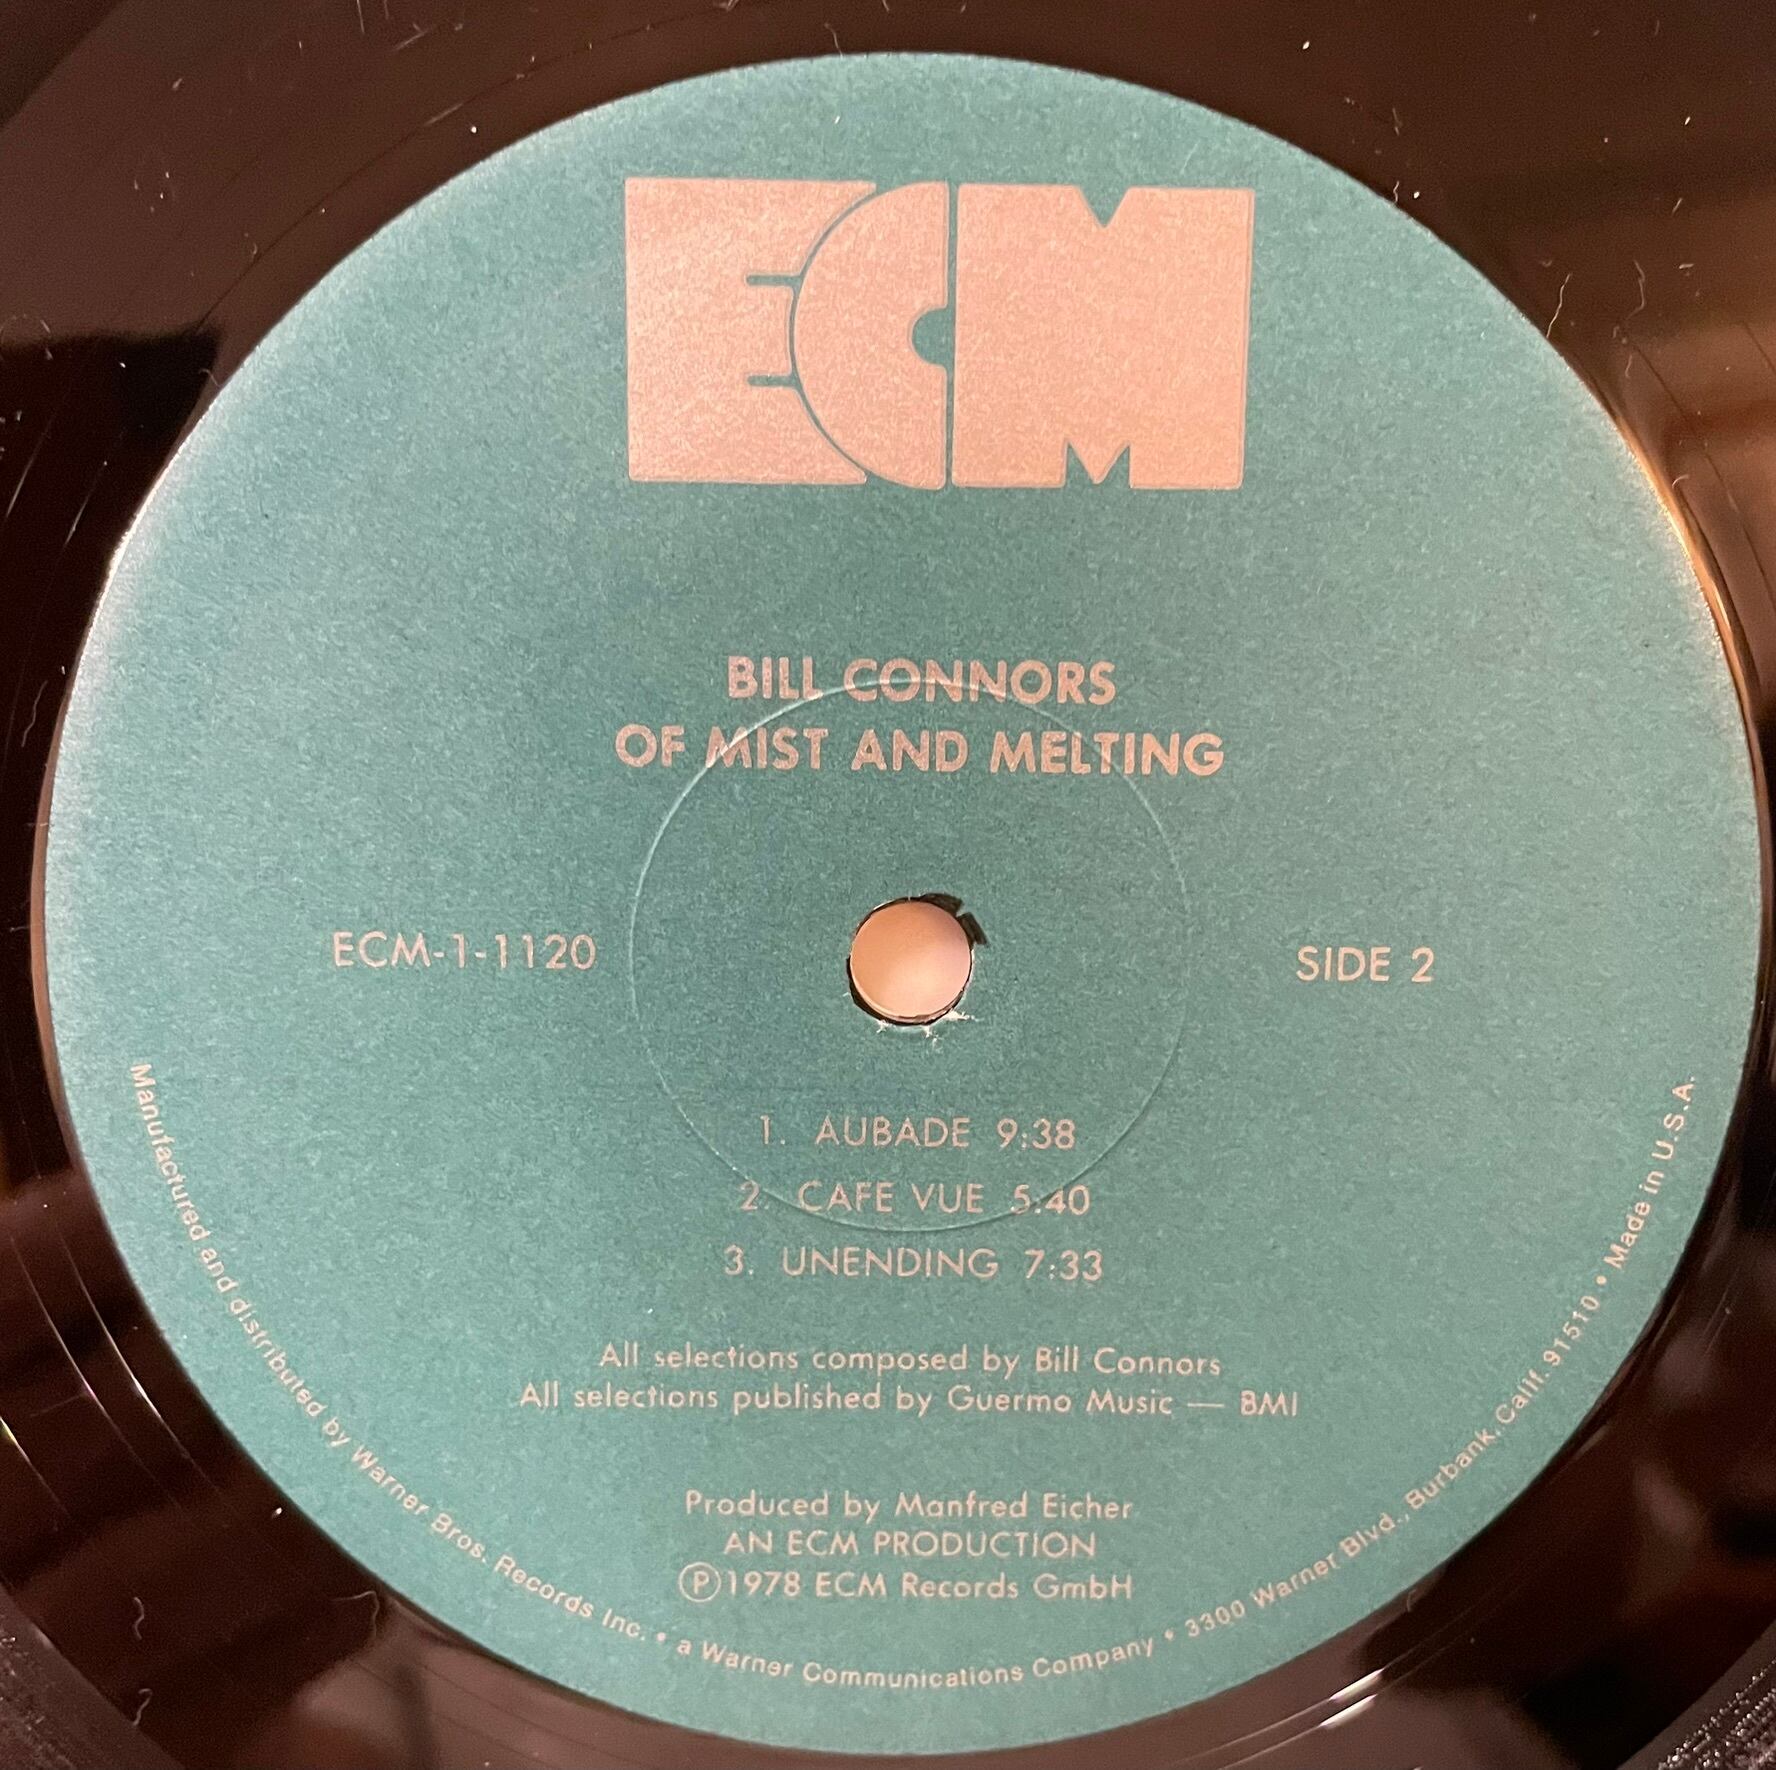 ECM
BILL CONNORS
OF MIST AND MELTING
ECM-1-1120
SIDE 2
1. AUBADE 9:38
2. CAFE VUE 5:40
3. UNENDING 7:33
All selections composed by Bill Connors
All selections published by Guermo Music — BMI
Produced by Manfred Eicher
AN ECM PRODUCTION
Ⓟ1978 ECM Records GmbH
Manufactured and distributed by Warner Bros. Records Inc. • a Warner Communications Company • 3300 Warner Blvd., Burbank, Calif. 91510 • Made in U.S.A.